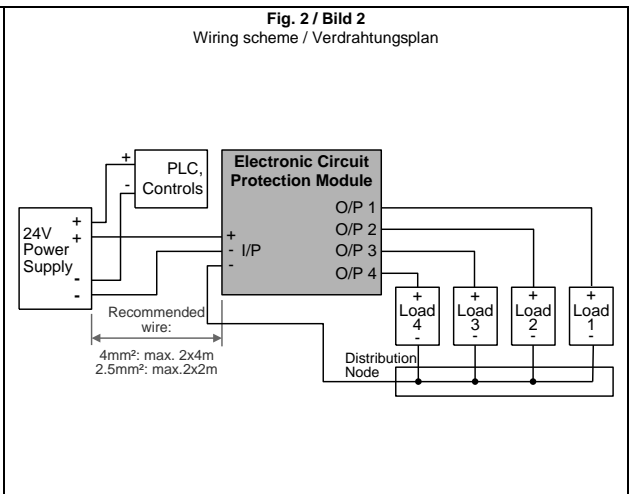 Fig. 2 / Bild 2
Wiring scheme / Verdrahtungsplan
+
PLC,
-
Controls
Electronic Circuit
Protection Module
O/P 1
O/P 2
O/P 3
O/P 4
24V
Power
Supply
+
+
-
-
+
- I/P
-
Recommended
wire:
4mm²: max. 2x4m
2.5mm²: max.2x2m
+
Load
4
-
+
Load
3
-
+
Load
2
-
+
Load
1
-
Distribution
Node